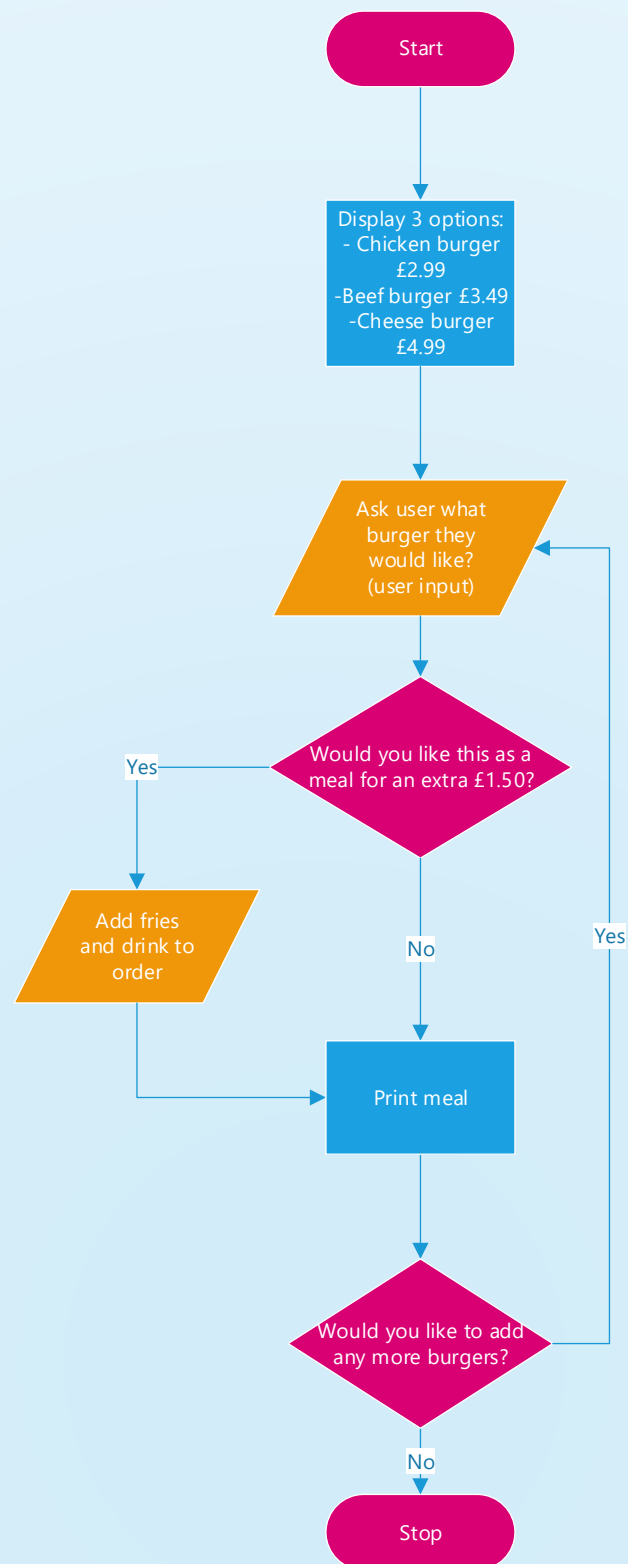 Start
Display 3 options:
- Chicken burger
£2.99
-Beef burger £3.49
-Cheese burger
£4.99
Ask user what
burger they
would like?
(user input)
Would you like this as a
meal for an extra £1.50?
Yes
Add fries
and drink to
order
No
Yes
Print meal
Would you like to add
any more burgers?
No
Stop